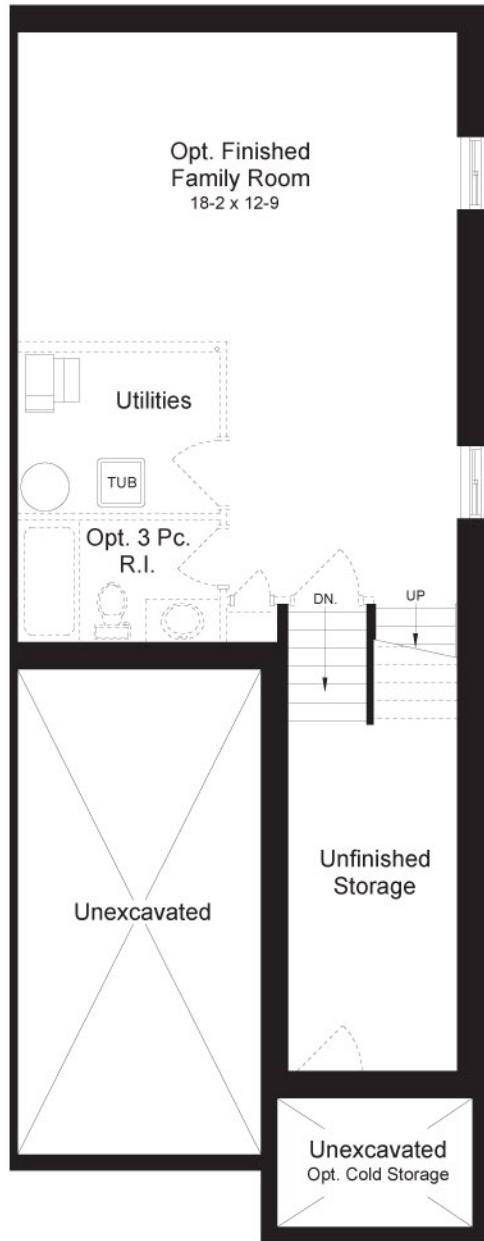 Opt. Finished
Family Room
18-2 x 12-9
Utilities
TUB
Opt. 3 Pc.
R.I.
DN.
UP
Unfinished
Storage
Unexcavated
Unexcavated
Opt. Cold Storage